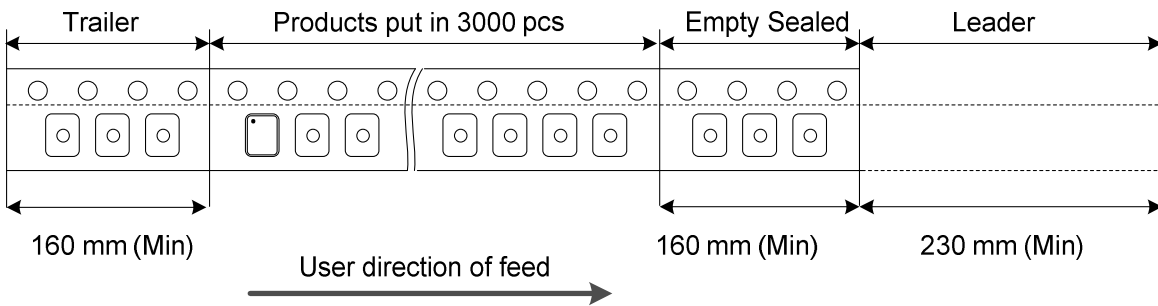 Trailer
Products put in 3000 pcs
Empty Sealed
Leader
160 mm (Min)
160 mm (Min)
230 mm (Min)
User direction of feed